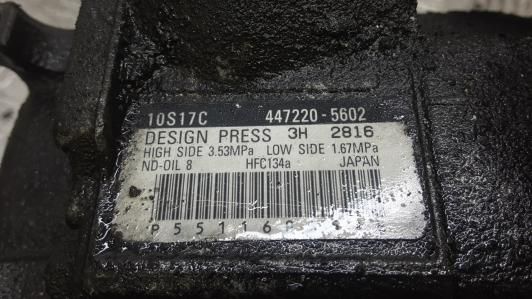 10S17C 447220-5602
DESIGN PRESS 3H 2816
HIGH SIDE 3.53MPa LOW SIDE 1.67MPa
ND-OIL 8 HFC134a JAPAN